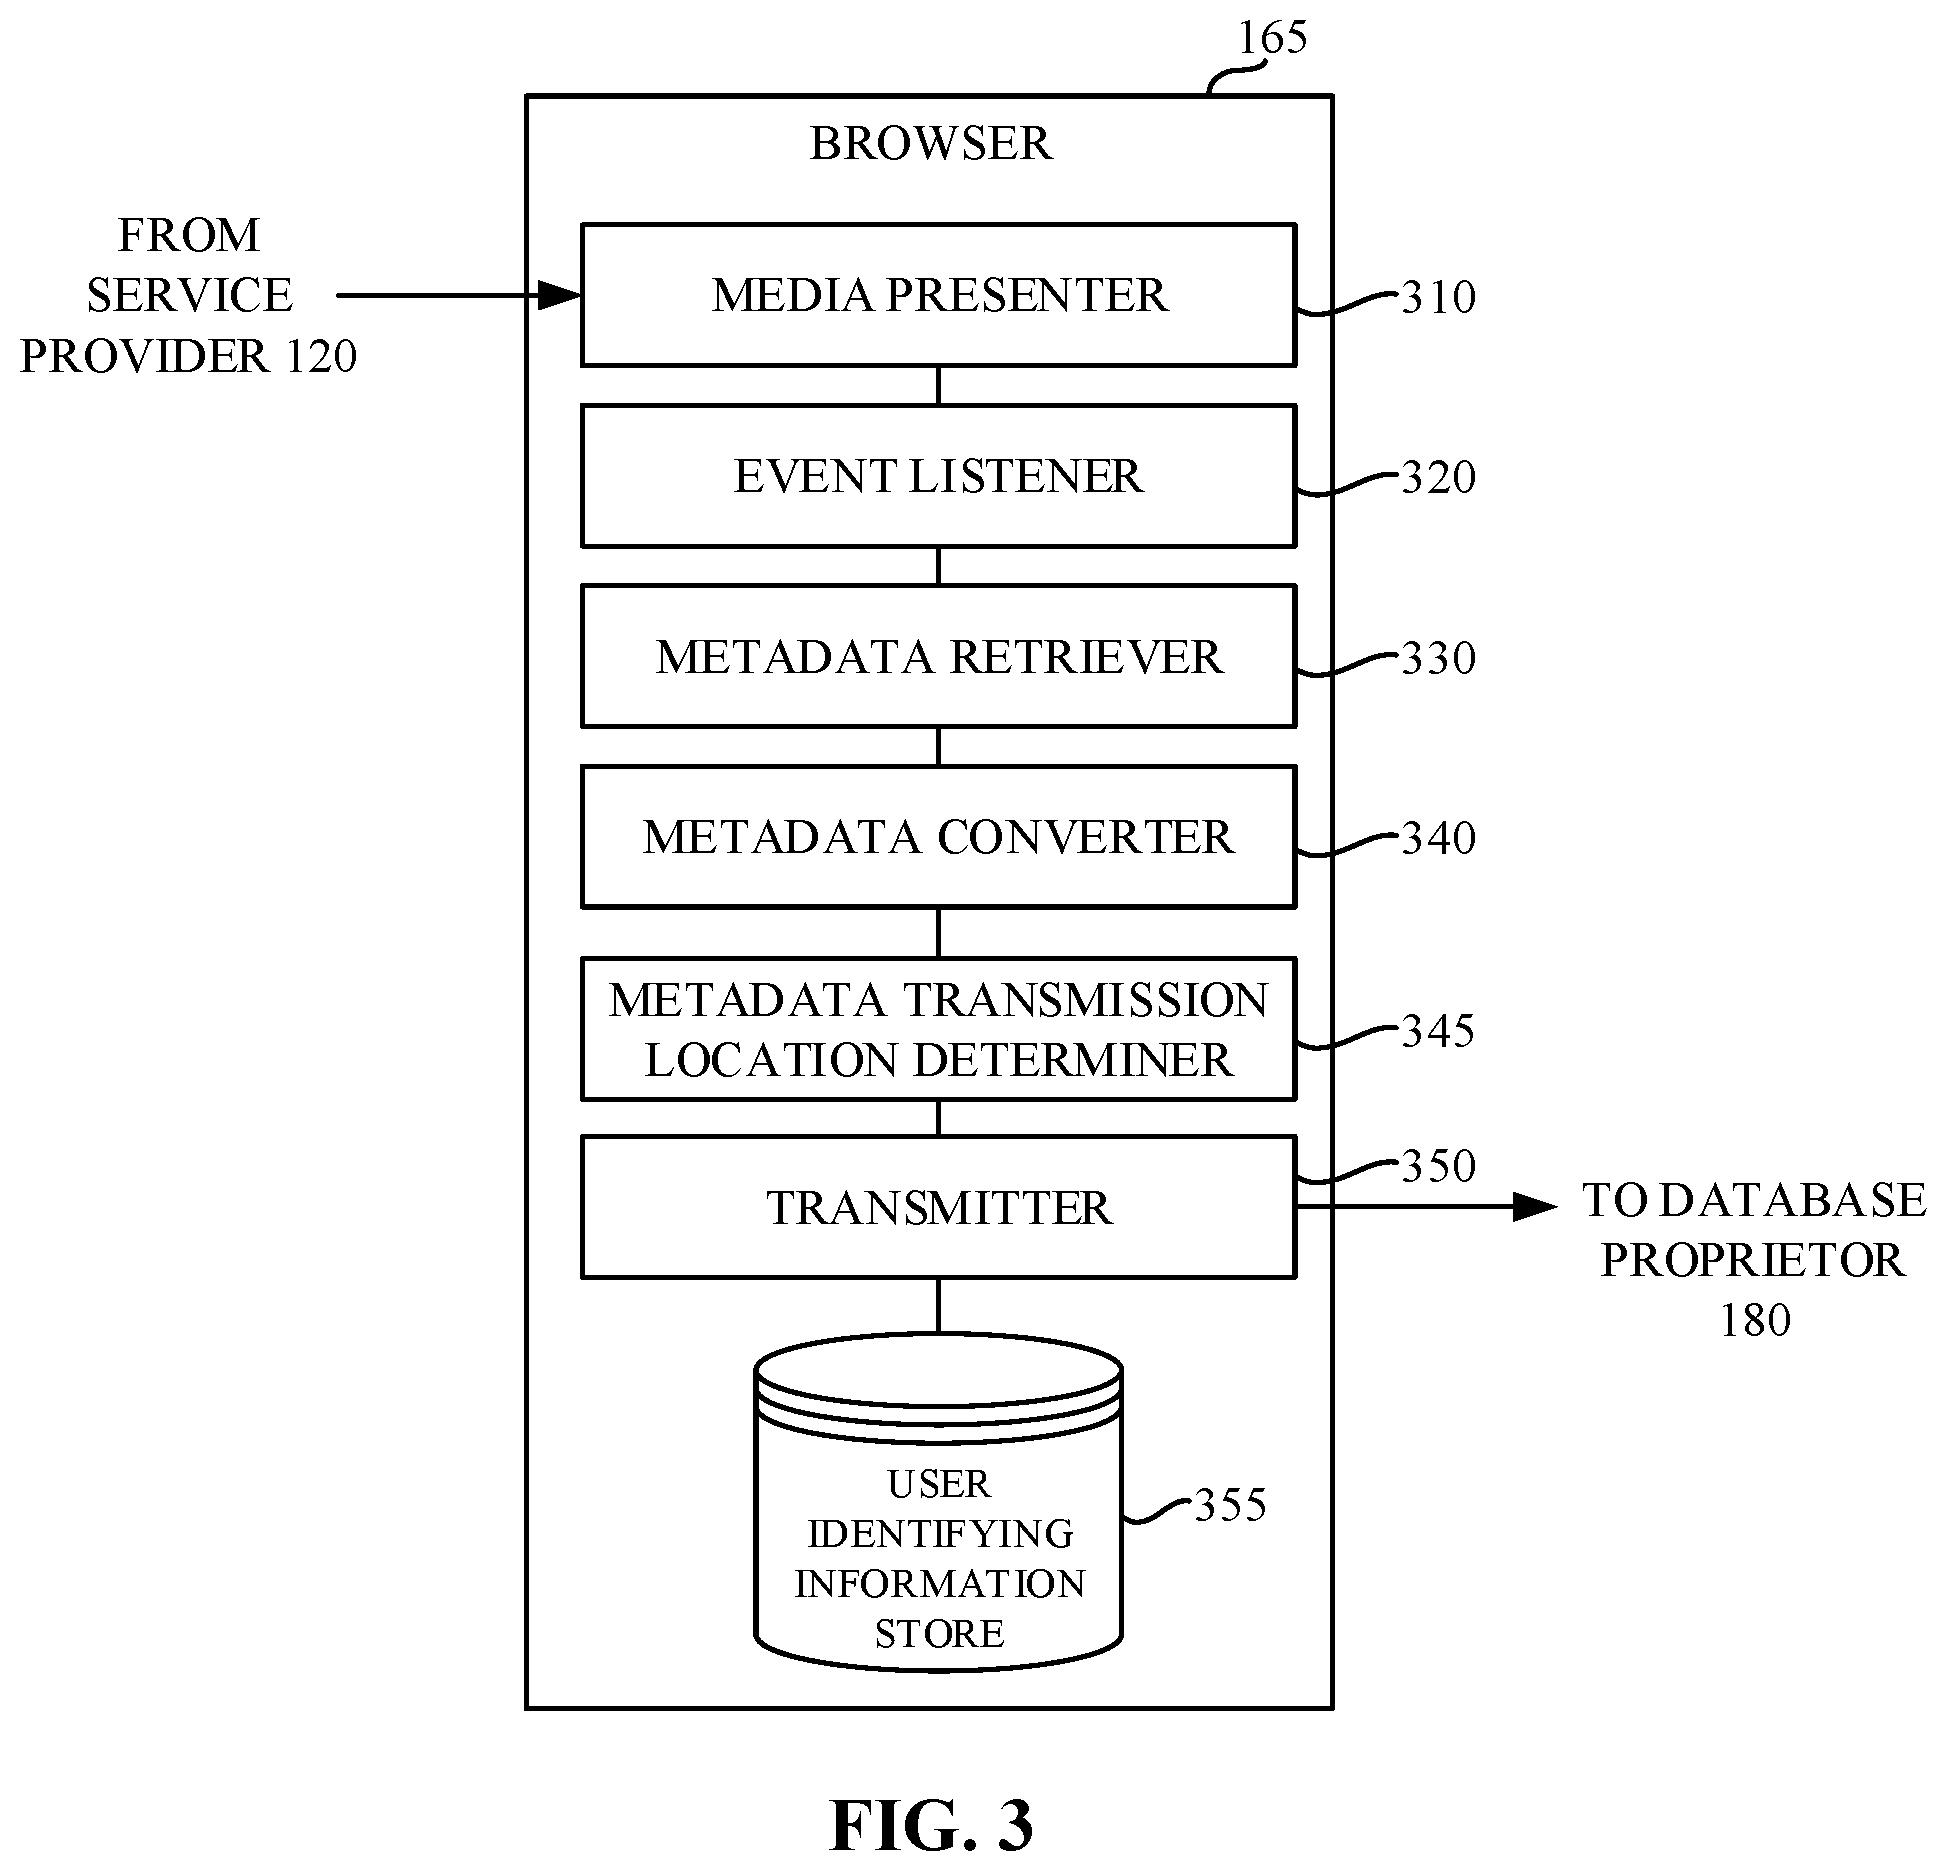 165
BROWSER
FROM
SERVICE
PROVIDER 120
MEDIA PRESENTER
310
EVENT LISTENER
320
METADATA RETRIEVER
330
METADATA CONVERTER
340
METADATA TRANSMISSION
LOCATION DETERMINER
345
TRANSMITTER
350
TO DATABASE
PROPRIETOR
180
USER
IDENTIFYING
INFORMATION
STORE
355
FIG. 3